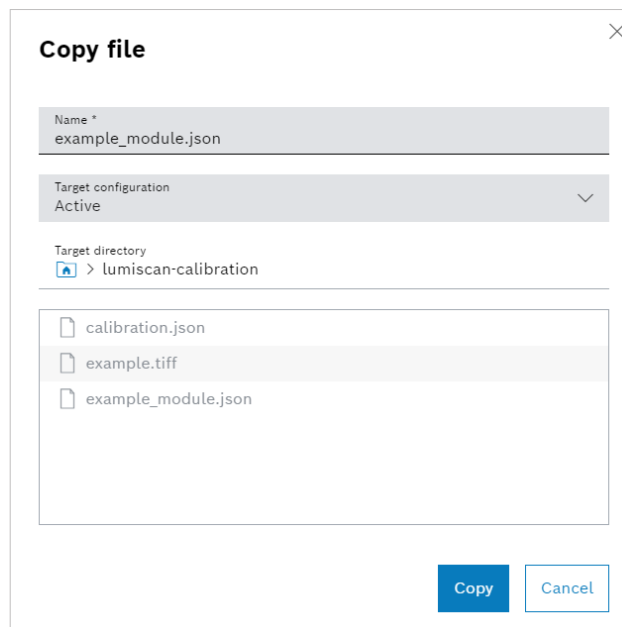 Copy file
Name *
example_module.json
Target configuration
Active
Target directory
> lumiscan-calibration
calibration.json
example.tiff
example_module.json
Copy
Cancel